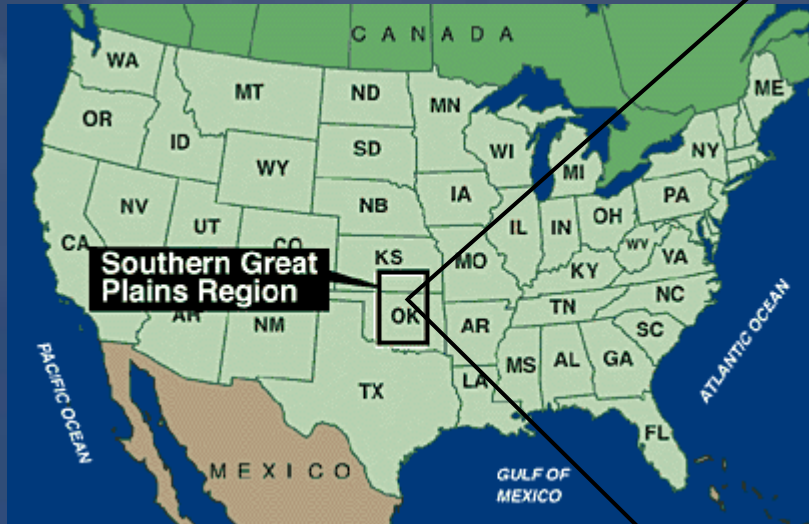 CANADA
WA
MT
ND
MN
ME
OR
ID
SD
WI
MI
NY
WY
NB
IA
PA
NV
UT
CO
IL
IN
OH
WV
CA
KS
MO
KY
VA
Southern Great
Plains Region
OK
AR
TN
NC
AR
NM
SC
MS
AL
GA
TX
LA
FL
PACIFIC OCEAN
ATLANTIC OCEAN
MEXICO
GULF OF
MEXICO